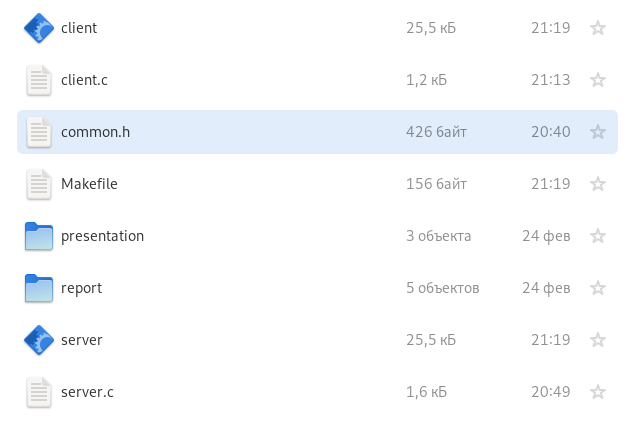 client 25,5 кБ 21:19
client.c 1,2 кБ 21:13
common.h 426 байт 20:40
Makefile 156 байт 21:19
presentation 3 объекта 24 фев
report 5 объектов 24 фев
server 25,5 кБ 21:19
server.c 1,6 кБ 20:49